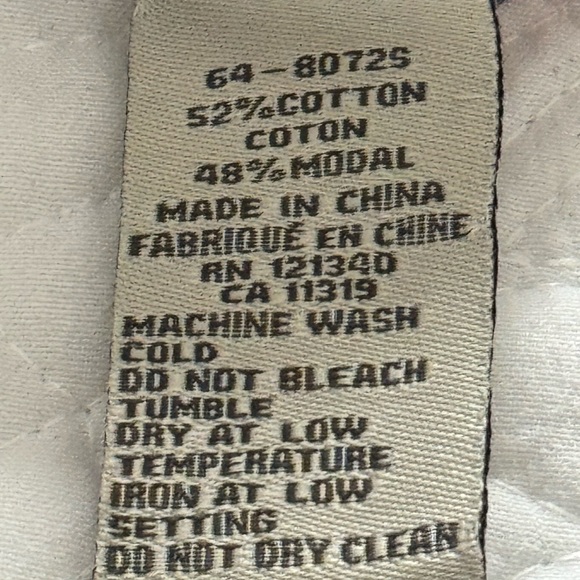 64-8072S
52%COTTON
COTON
48%MODAL
MADE IN CHINA
FABRIQUÉ EN CHINE
RN 121340
CA 11319
MACHINE WASH
COLD
DO NOT BLEACH
TUMBLE
DRY AT LOW
TEMPERATURE
IRON AT LOW
SETTING
DO NOT DRY CLEAN